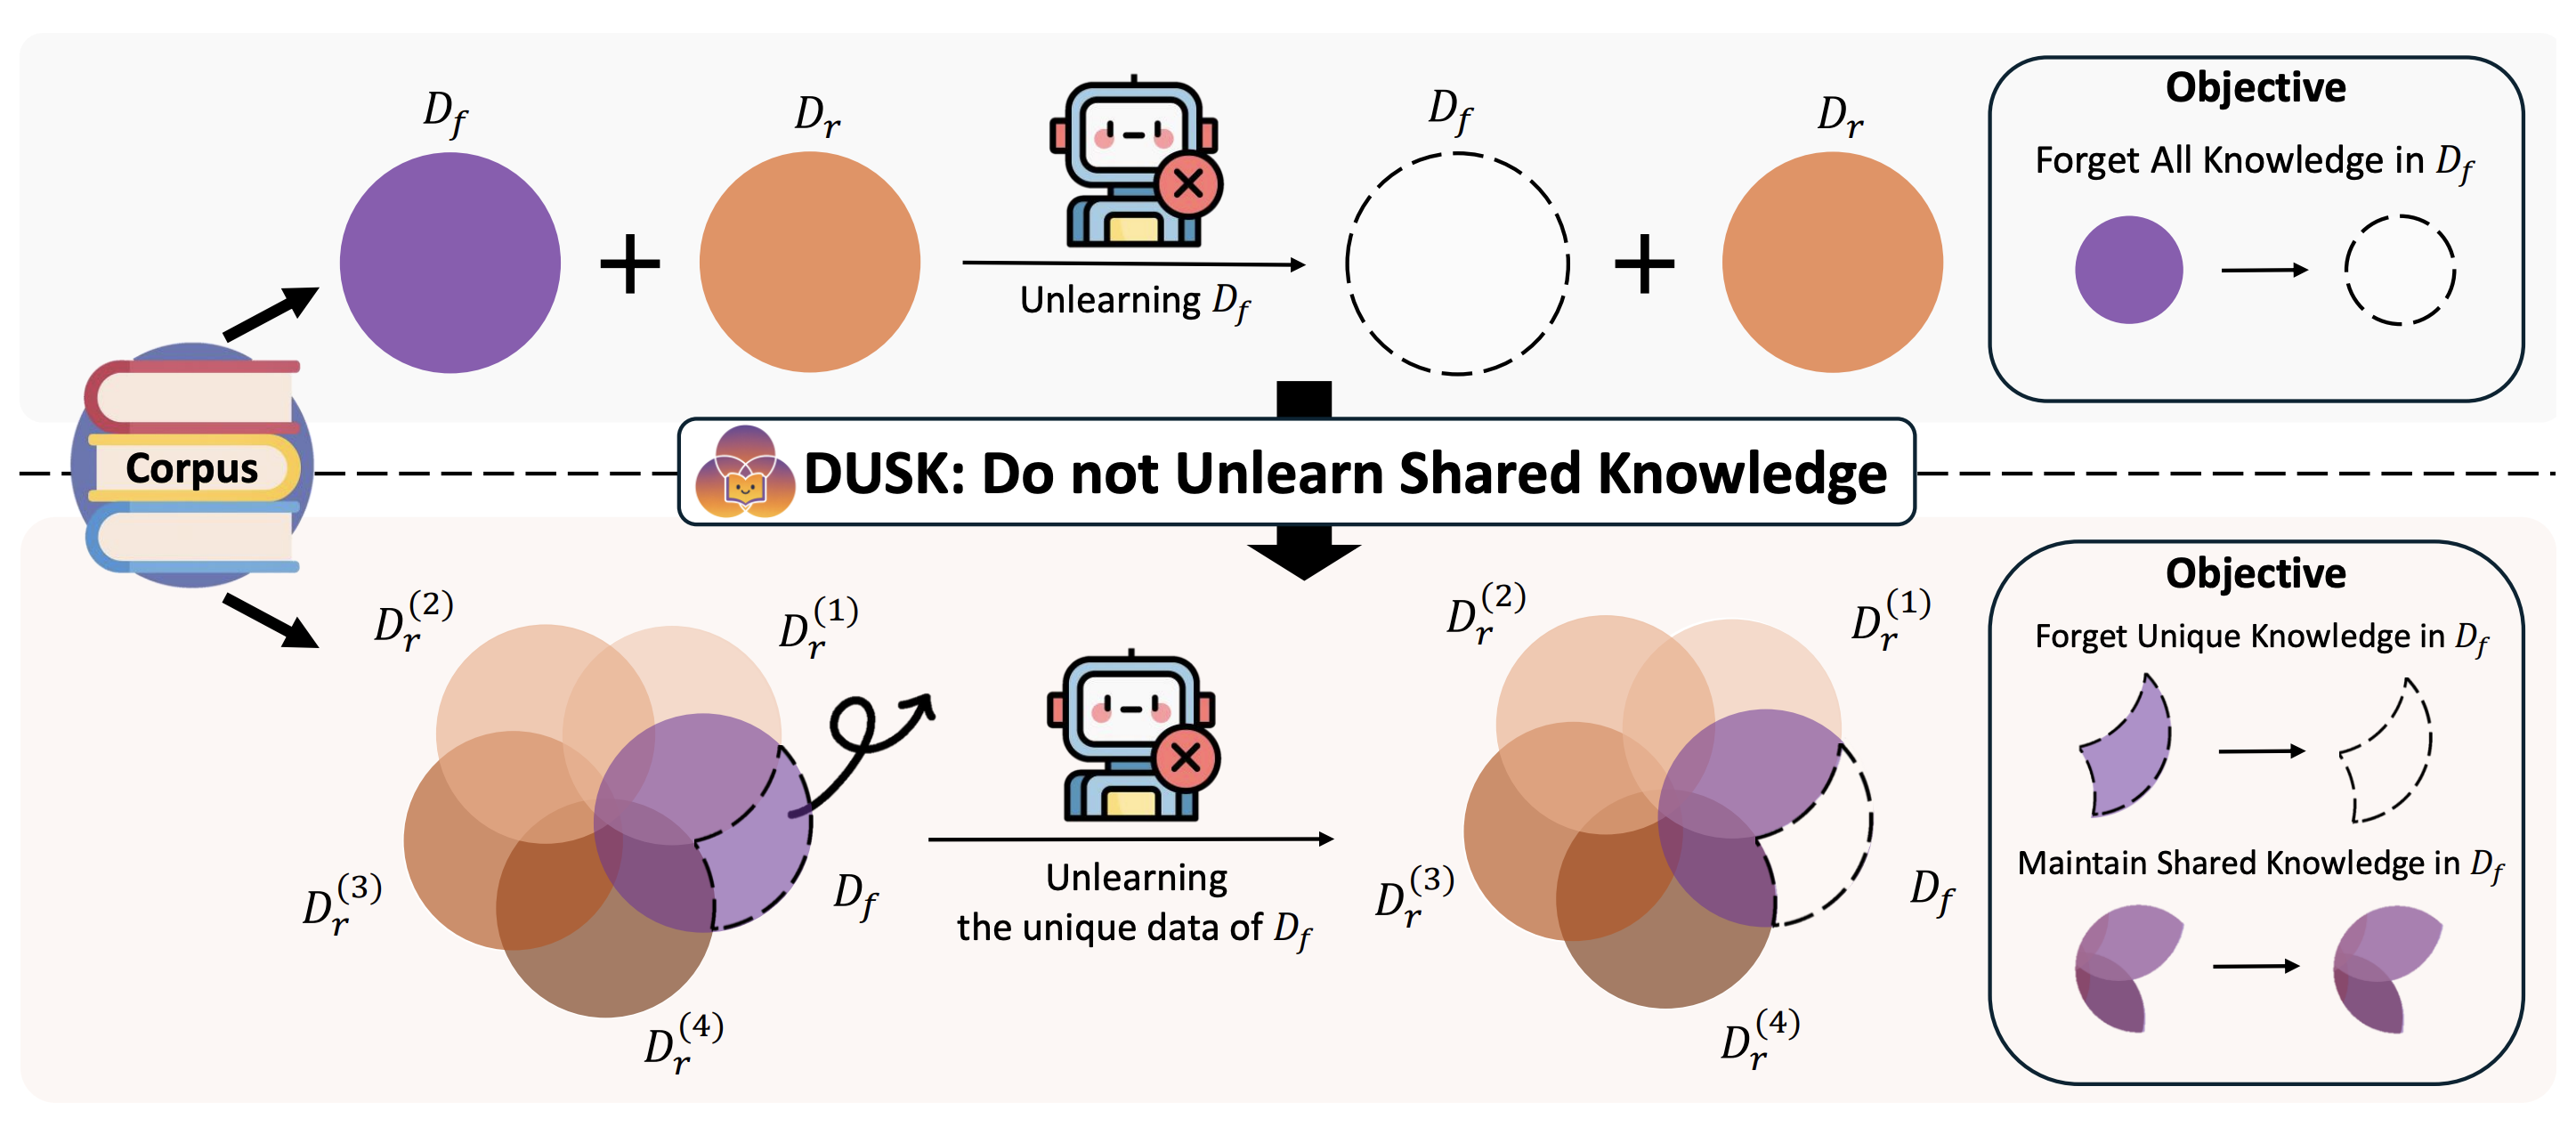 D_f
D_r
Unlearning D_f
D_f
D_r
Objective
Forget All Knowledge in D_f
Corpus
DUSK: Do not Unlearn Shared Knowledge
D_r^(2)
D_r^(1)
D_r^(3)
D_f
D_r^(4)
Unlearning
the unique data of D_f
D_r^(2)
D_r^(1)
D_r^(3)
D_f
D_r^(4)
Objective
Forget Unique Knowledge in D_f
Maintain Shared Knowledge in D_f